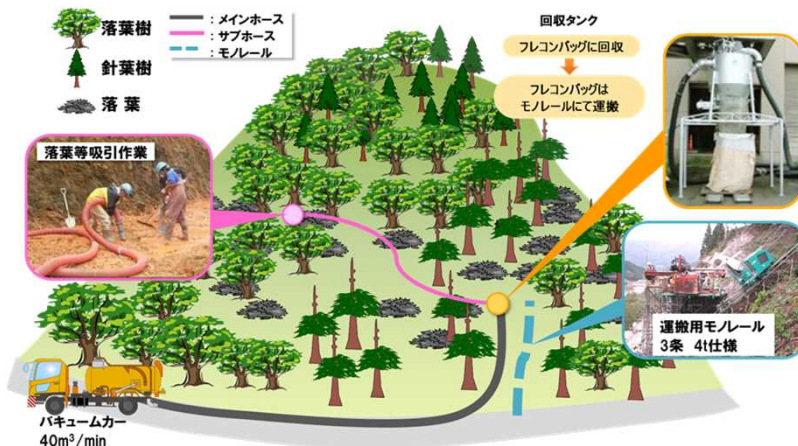 落葉樹
針葉樹
落 葉
: メインホース
: サブホース
: モノレール
回収タンク
フレコンバッグに回収
フレコンバッグは
モノレールにて運搬
落葉等吸引作業
運搬用モノレール
3条 4t仕様
バキュームカー
40m³/min